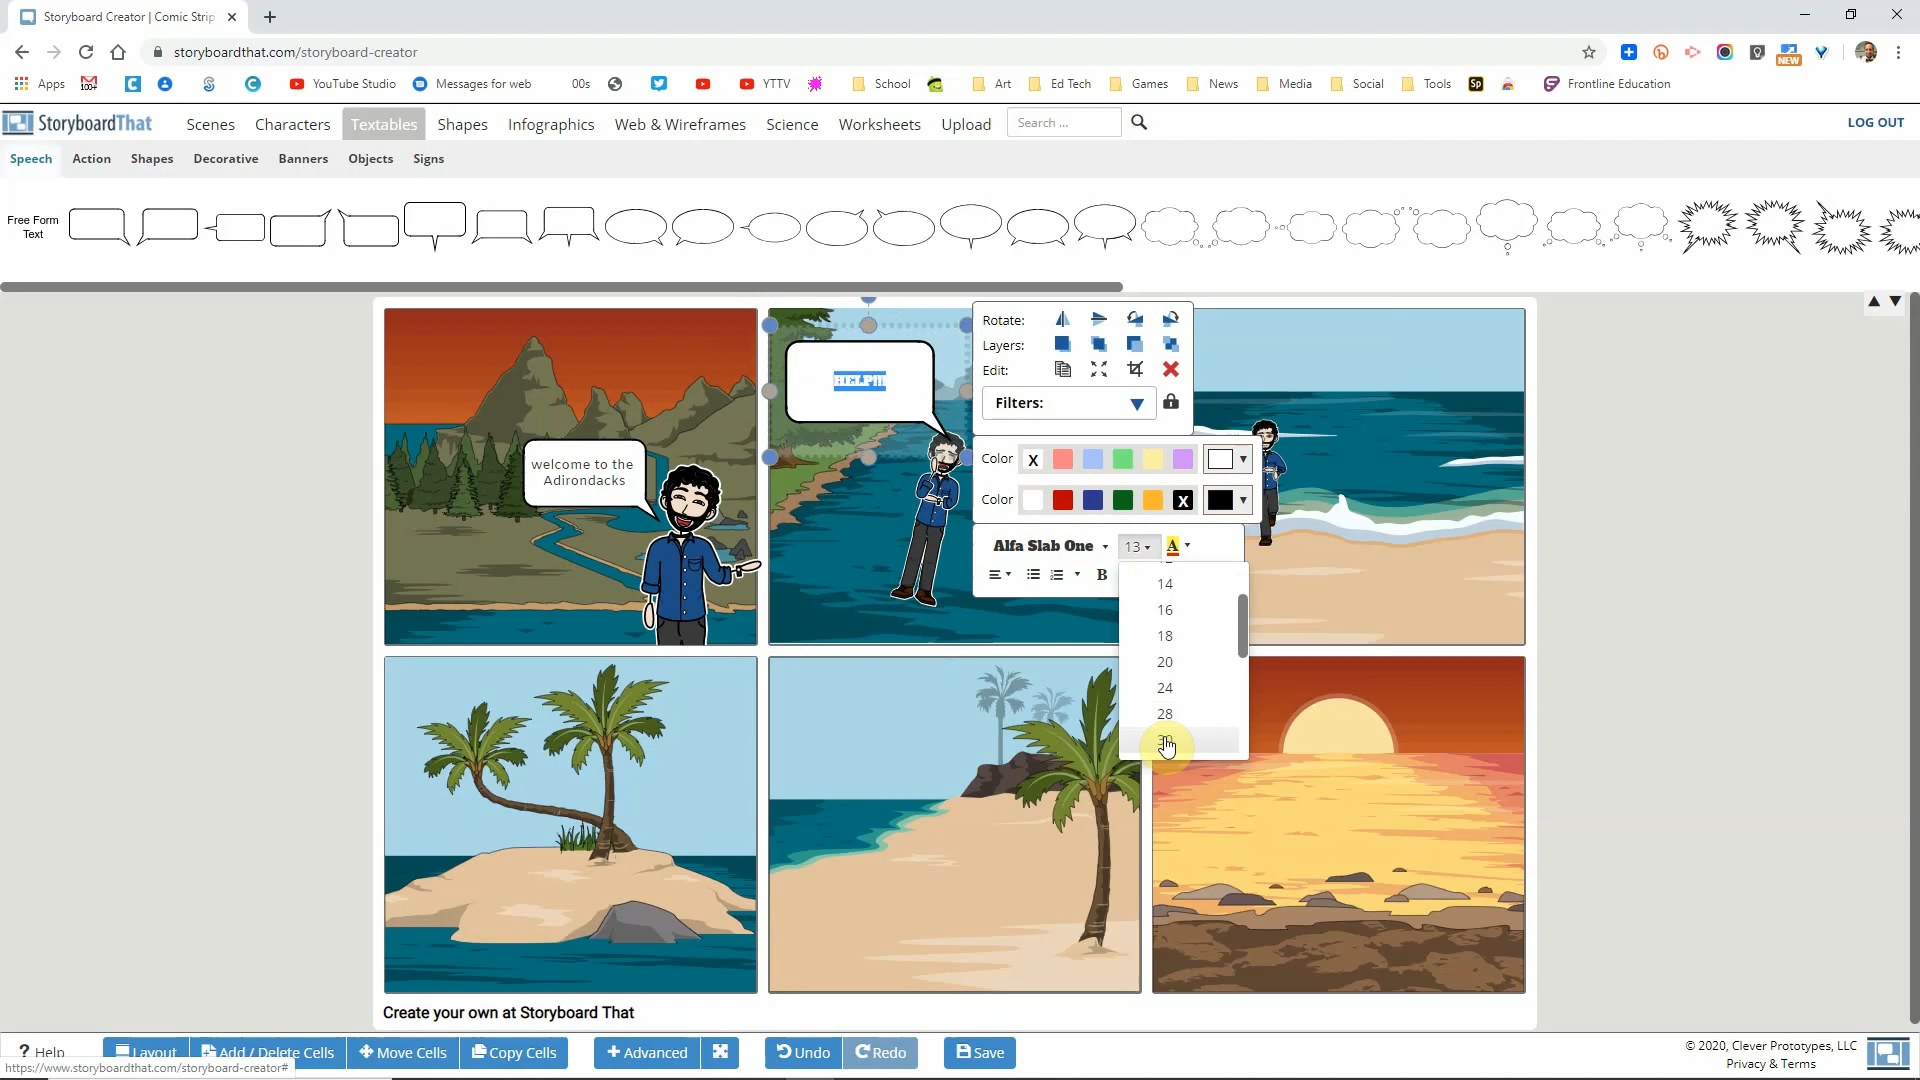 Storyboard Creator | Comic Strip
storyboardthat.com/storyboard-creator
NEW
Apps
100+
YouTube Studio
Messages for web
00s
YTTV
School
Art
Ed Tech
Games
News
Media
Social
Tools
Sp
Frontline Education
StoryboardThat
Scenes
Characters
Textables
Shapes
Infographics
Web & Wireframes
Science
Worksheets
Upload
Search ...
LOG OUT
Speech
Action
Shapes
Decorative
Banners
Objects
Signs
Free Form
Text
welcome to the
Adirondacks
HELP!!!
Rotate:
Layers:
Edit:
Filters:
Color
X
Color
X
Alfa Slab One
13
A
B
14
16
18
20
24
28
Create your own at Storyboard That
? Help
Layout
Add / Delete Cells
Move Cells
Copy Cells
Advanced
Undo
Redo
Save
© 2020, Clever Prototypes, LLC
Privacy & Terms
https://www.storyboardthat.com/storyboard-creator#